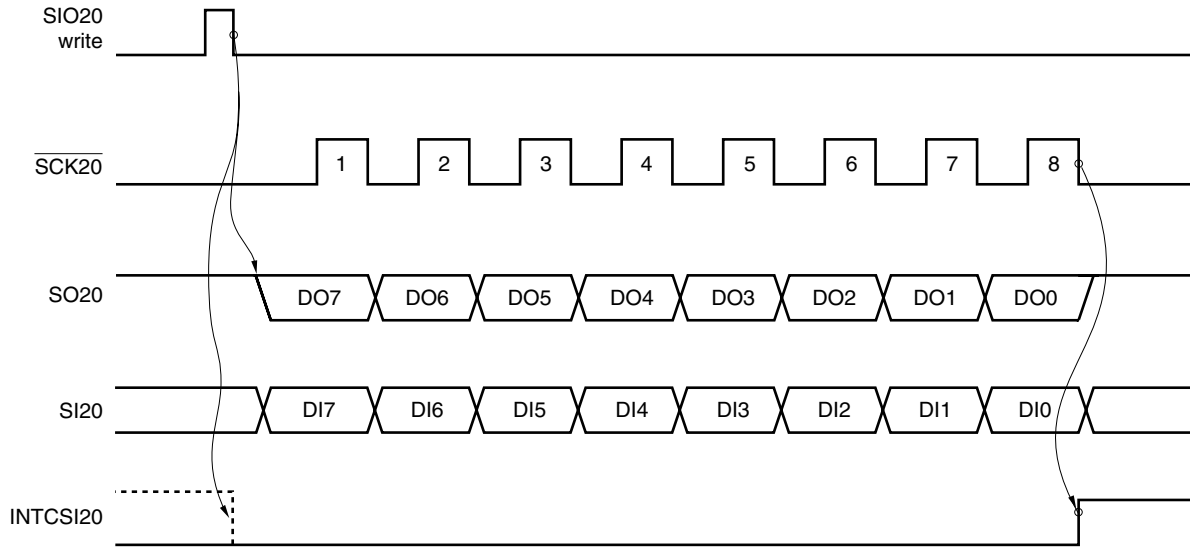 SIO20
write
SCK20
1 2 3 4 5 6 7 8
SO20
DO7 DO6 DO5 DO4 DO3 DO2 DO1 DO0
SI20
DI7 DI6 DI5 DI4 DI3 DI2 DI1 DI0
INTCSI20